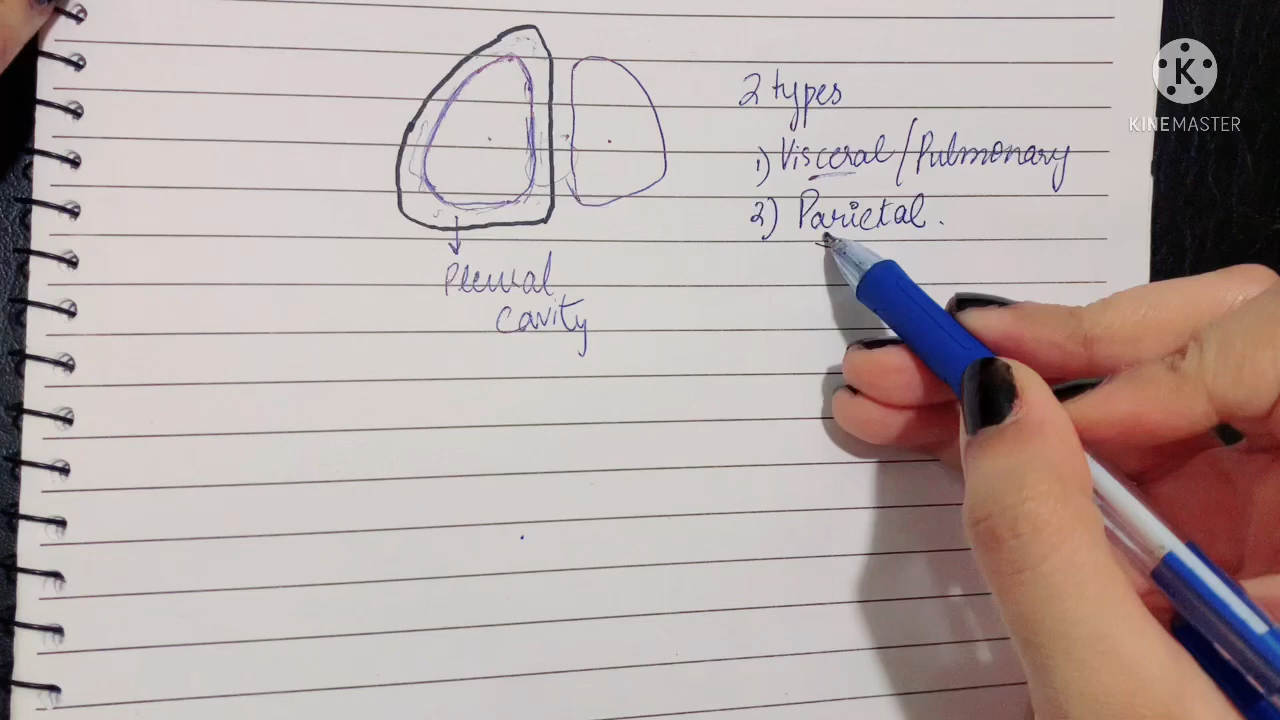 2 types
1) Visceral / Pulmonary
2) Parietal.
Pleural
cavity
K
KINEMASTER